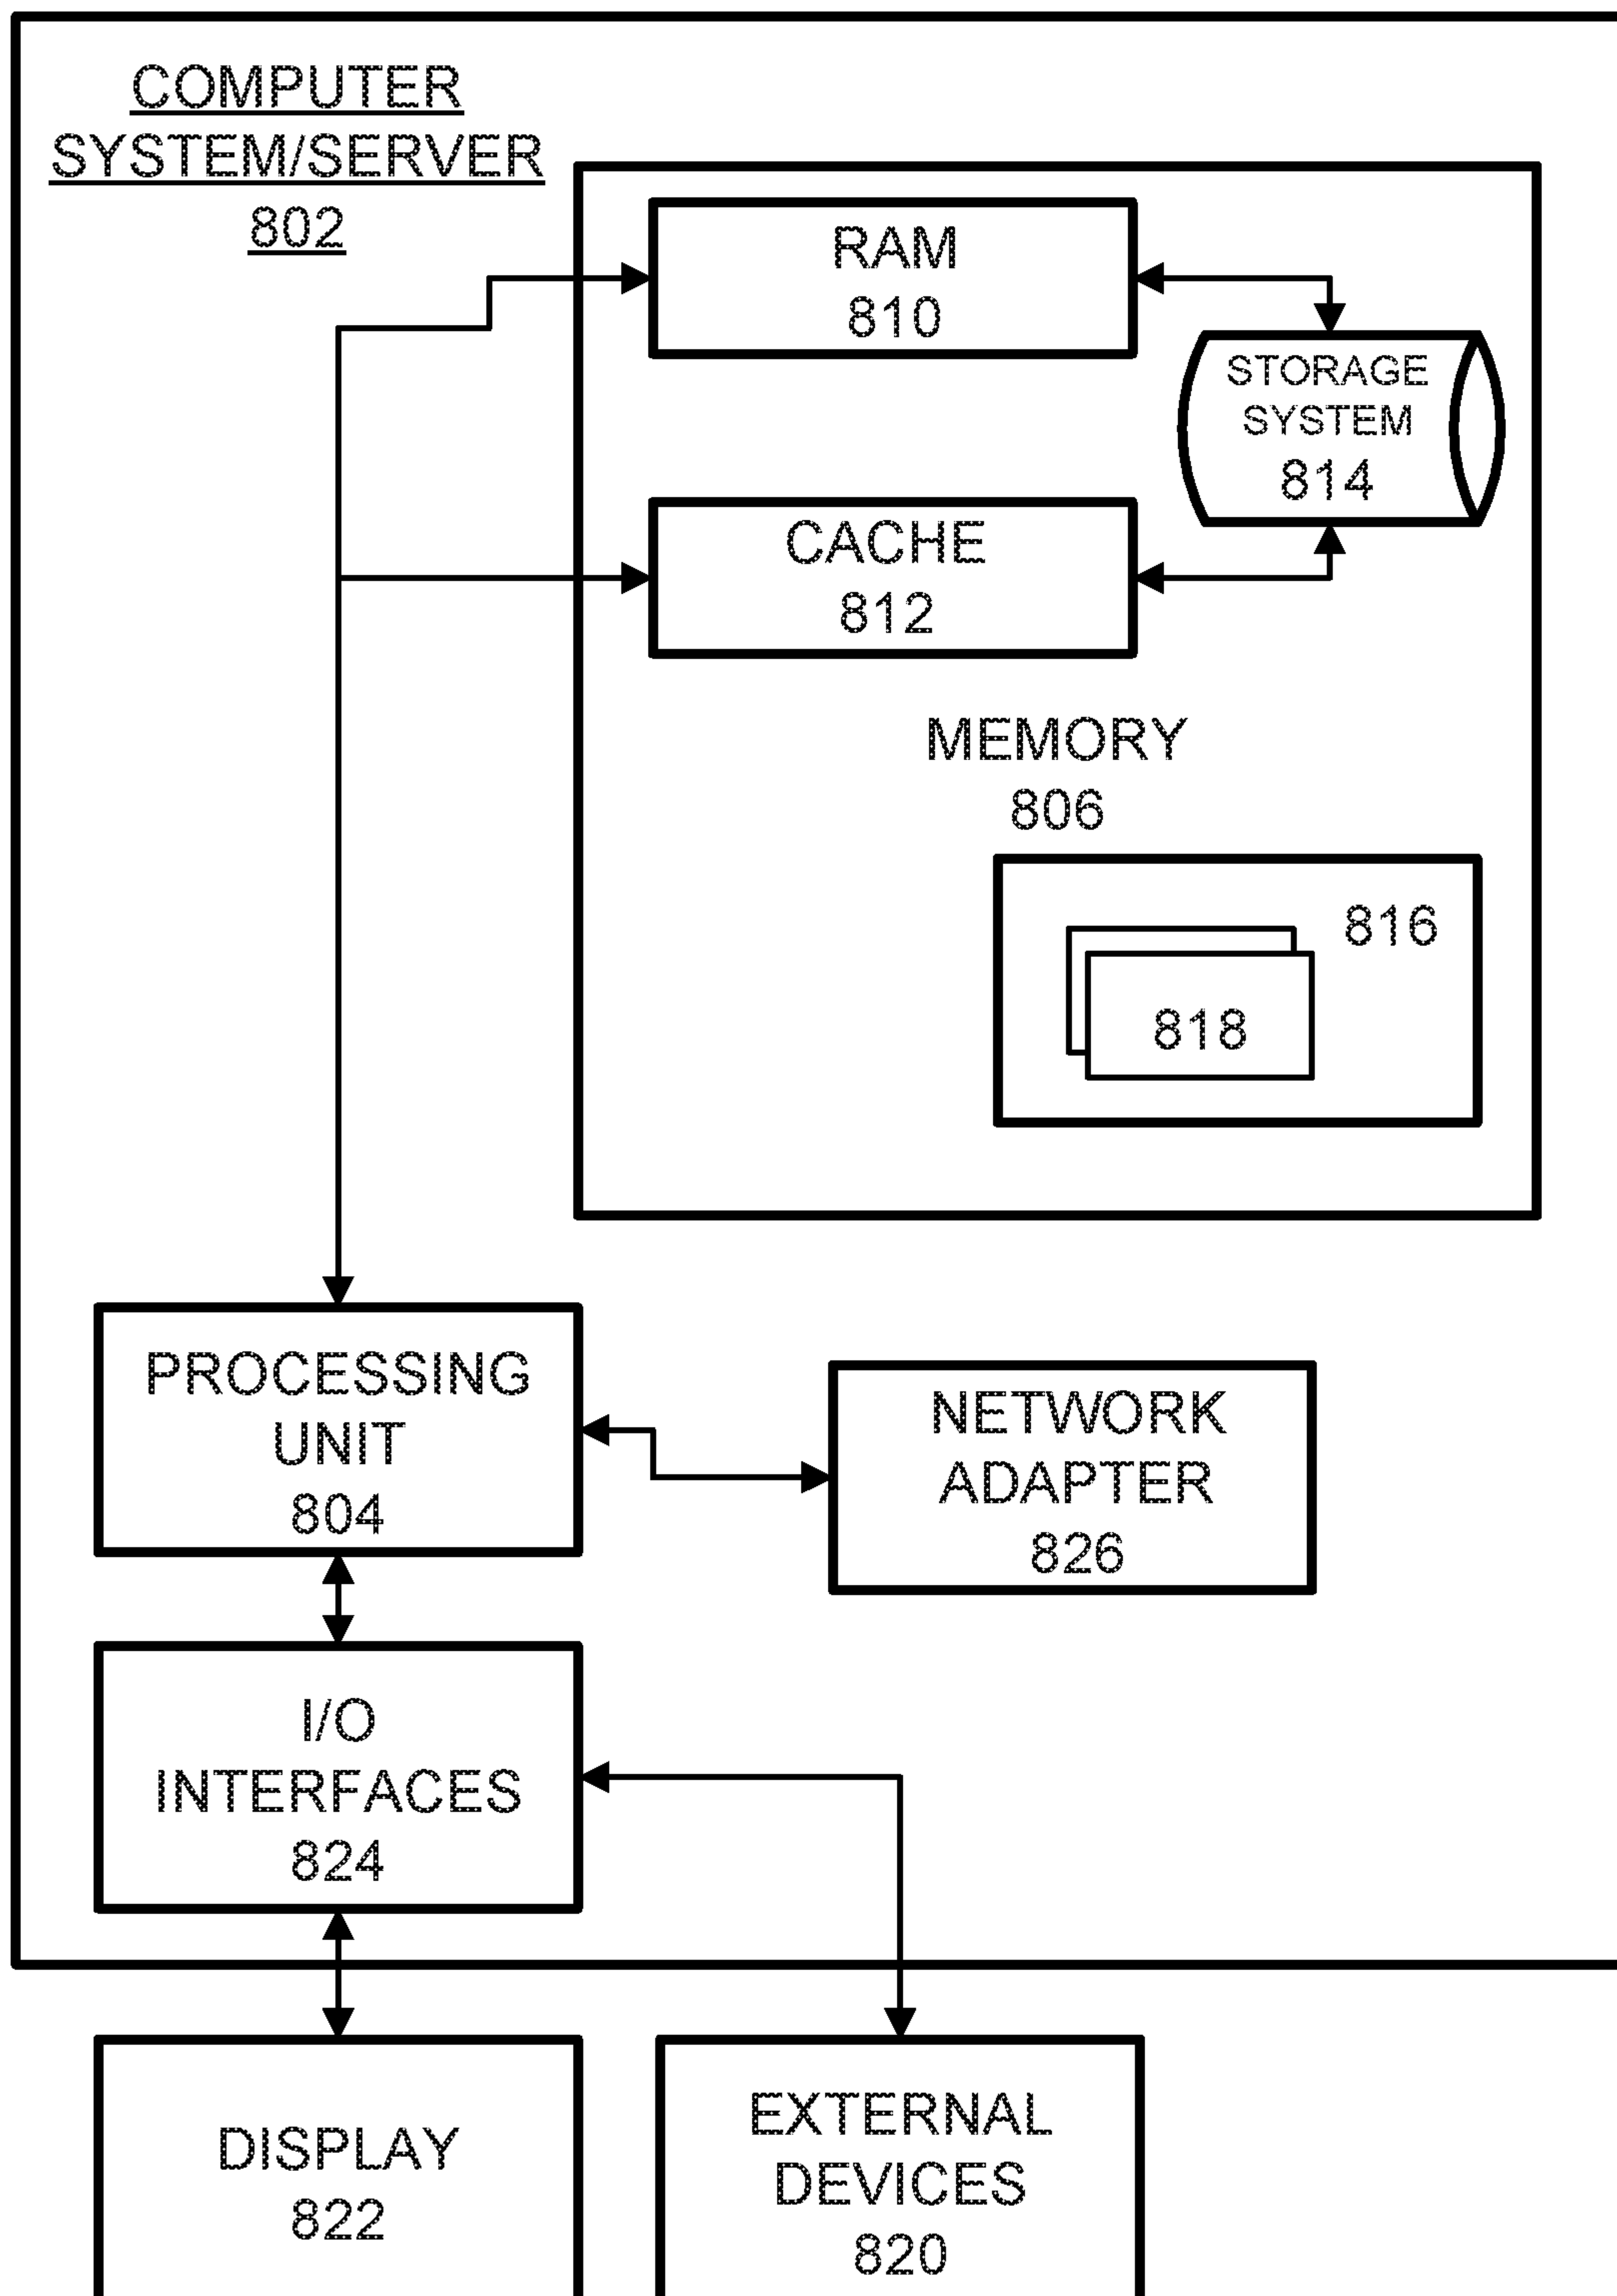 COMPUTER
SYSTEM/SERVER
802
RAM
810
STORAGE
SYSTEM
814
CACHE
812
MEMORY
806
816
818
PROCESSING
UNIT
804
NETWORK
ADAPTER
826
I/O
INTERFACES
824
DISPLAY
822
EXTERNAL
DEVICES
820